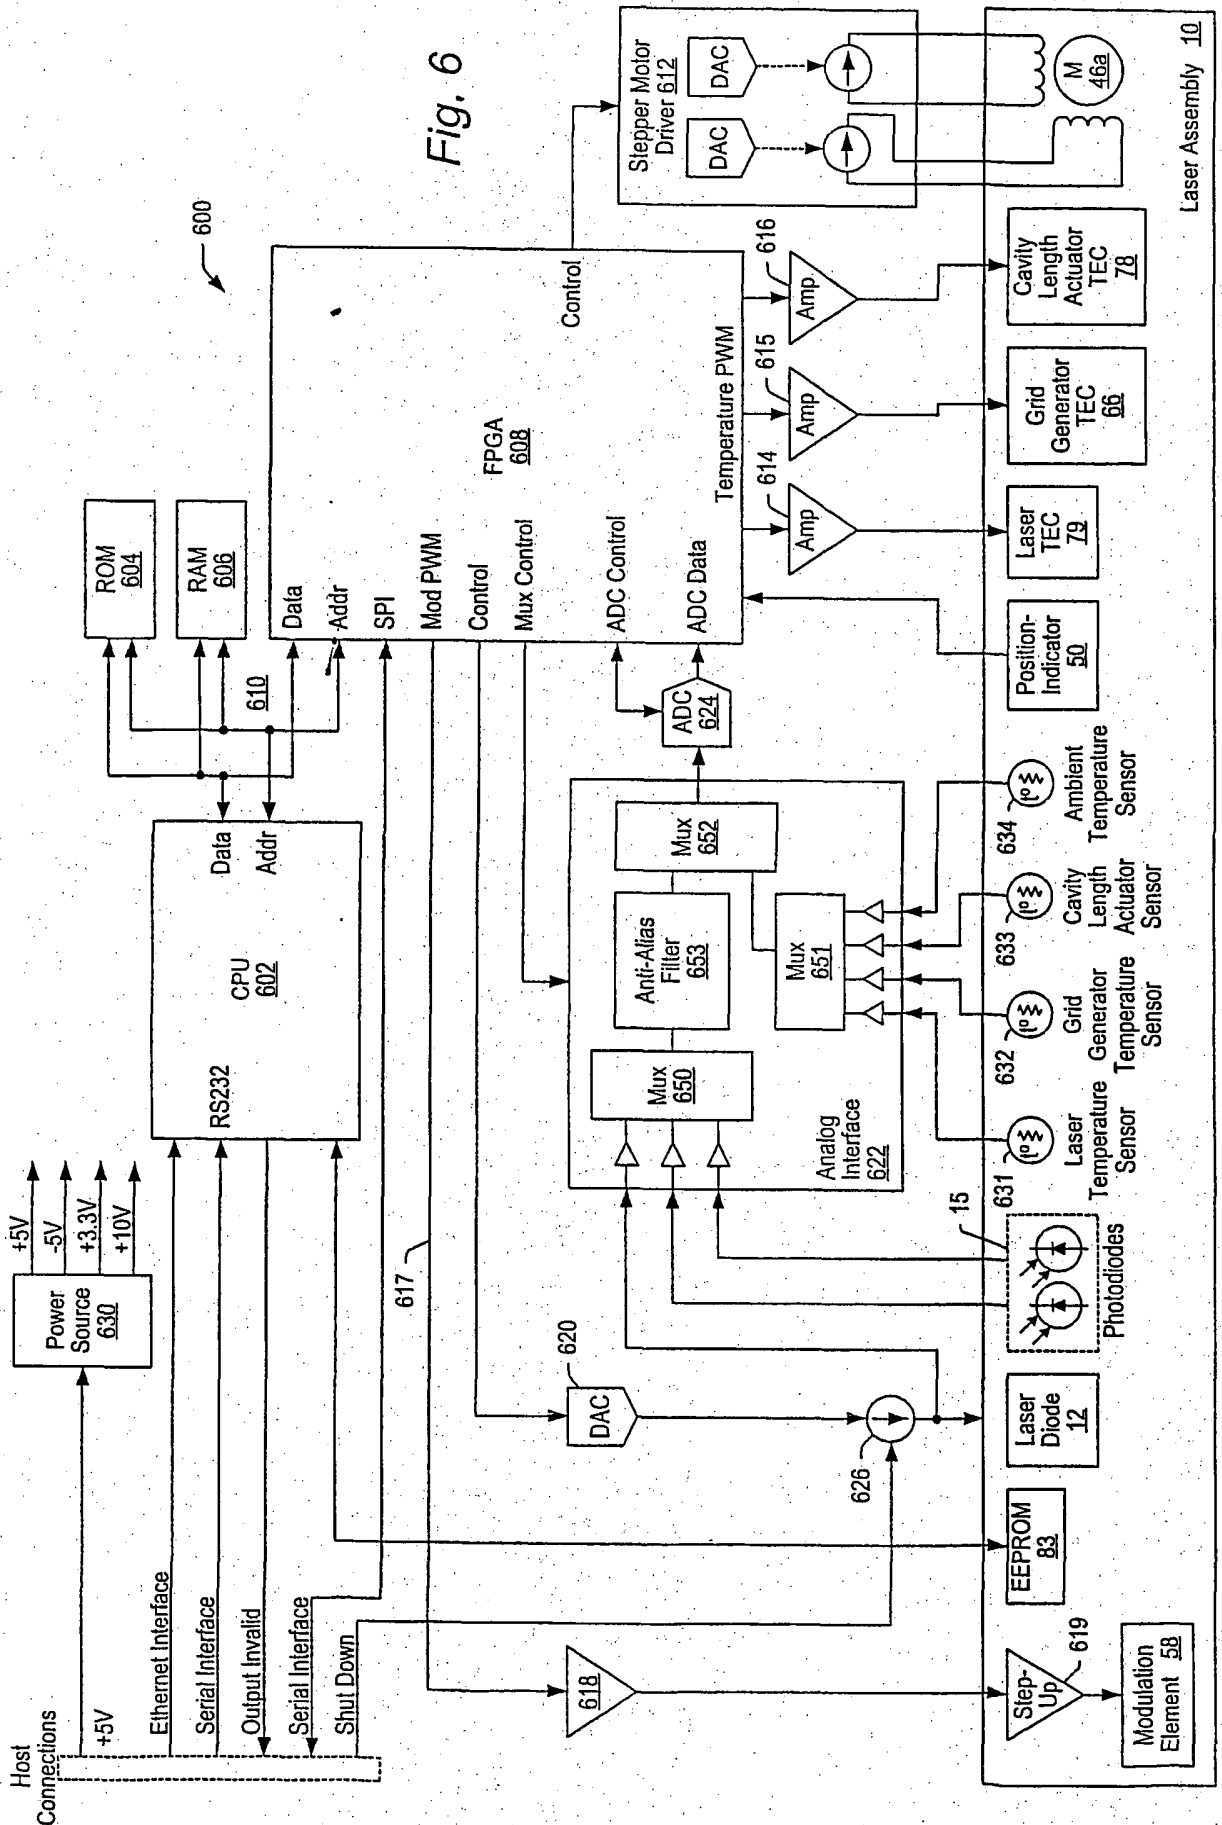 Host
Connections
+5V
Ethernet Interface
Serial Interface
Output Invalid
Serial Interface
Shut Down
Power
Source
630
+5V
-5V
+3.3V
+10V
RS232
CPU
602
Data
Addr
ROM
604
RAM
606
610
600
Fig. 6
Data
Addr
SPI
Mod PWM
Control
Mux Control
ADC Control
ADC Data
FPGA
608
Control
Temperature PWM
617
618
620
DAC
626
Analog
Interface
622
Mux
650
Anti-Alias
Filter
653
Mux
652
Mux
651
ADC
624
614
Amp
615
Amp
616
Amp
Stepper Motor
Driver 612
DAC
DAC
Step-
Up
619
Modulation
Element 58
EEPROM
83
Laser
Diode
12
15
Photodiodes
631
t°
Laser
Temperature
Sensor
632
t°
Grid
Generator
Temperature
Sensor
633
t°
Cavity
Length
Actuator
Sensor
634
t°
Ambient
Temperature
Sensor
Position-
Indicator
50
Laser
TEC
79
Grid
Generator
TEC
66
Cavity
Length
Actuator
TEC
78
M
46a
Laser Assembly 10